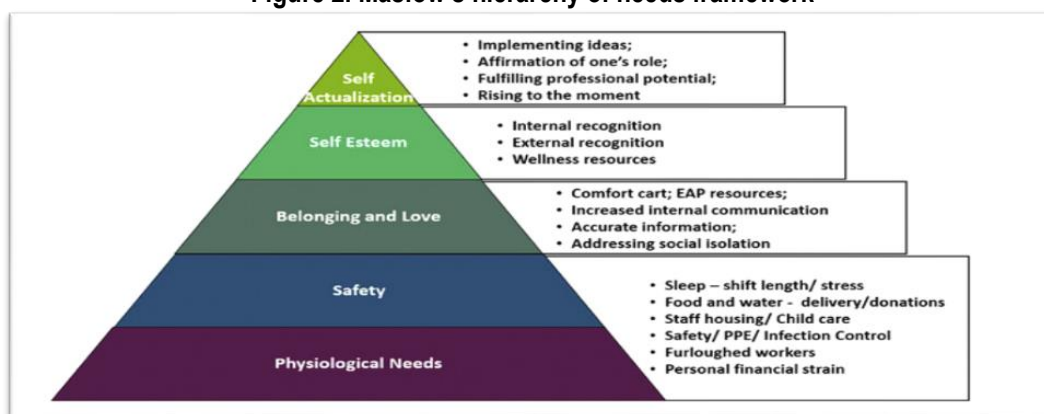 Figure 2. Maslow's hierarchy of needs framework
Self
Actualization
• Implementing ideas;
• Affirmation of one's role;
• Fulfilling professional potential;
• Rising to the moment
Self Esteem
• Internal recognition
• External recognition
• Wellness resources
Belonging and Love
• Comfort cart; EAP resources;
• Increased internal communication
• Accurate information;
• Addressing social isolation
Safety
Physiological Needs
• Sleep – shift length/ stress
• Food and water - delivery/donations
• Staff housing/ Child care
• Safety/ PPE/ Infection Control
• Furloughed workers
• Personal financial strain